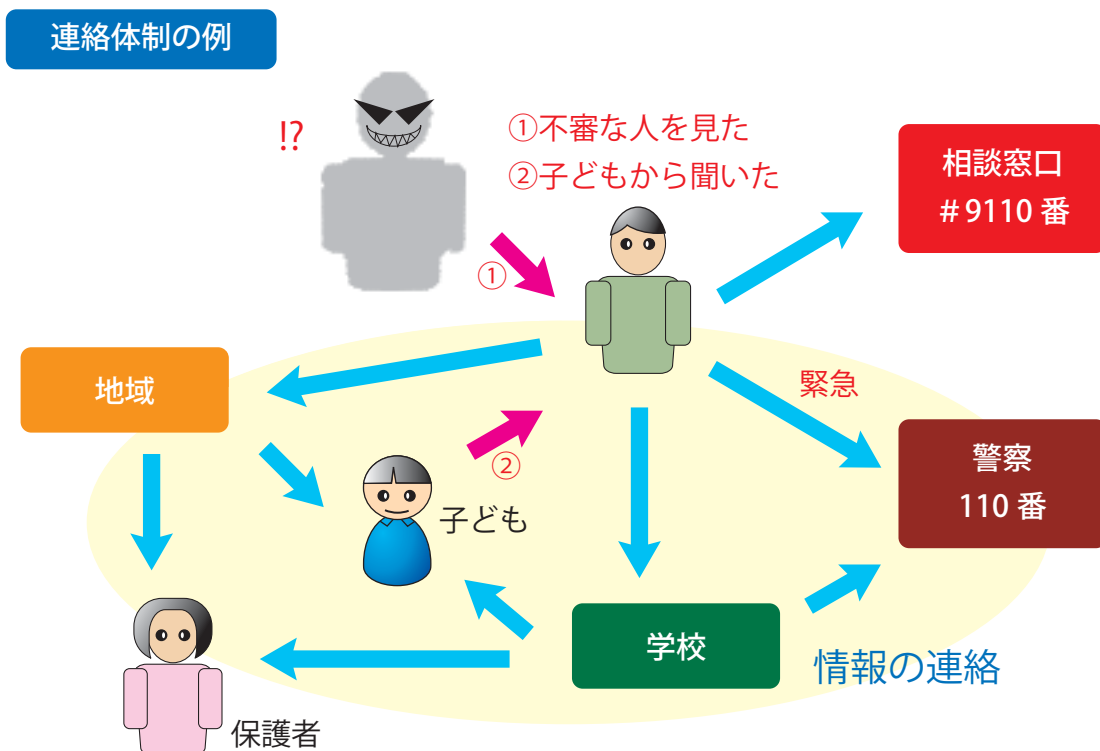 連絡体制の例
!?
①不審な人を見た
②子どもから聞いた
相談窓口
＃9110 番
①
地域
緊急
②
子ども
警察
110 番
学校
情報の連絡
保護者